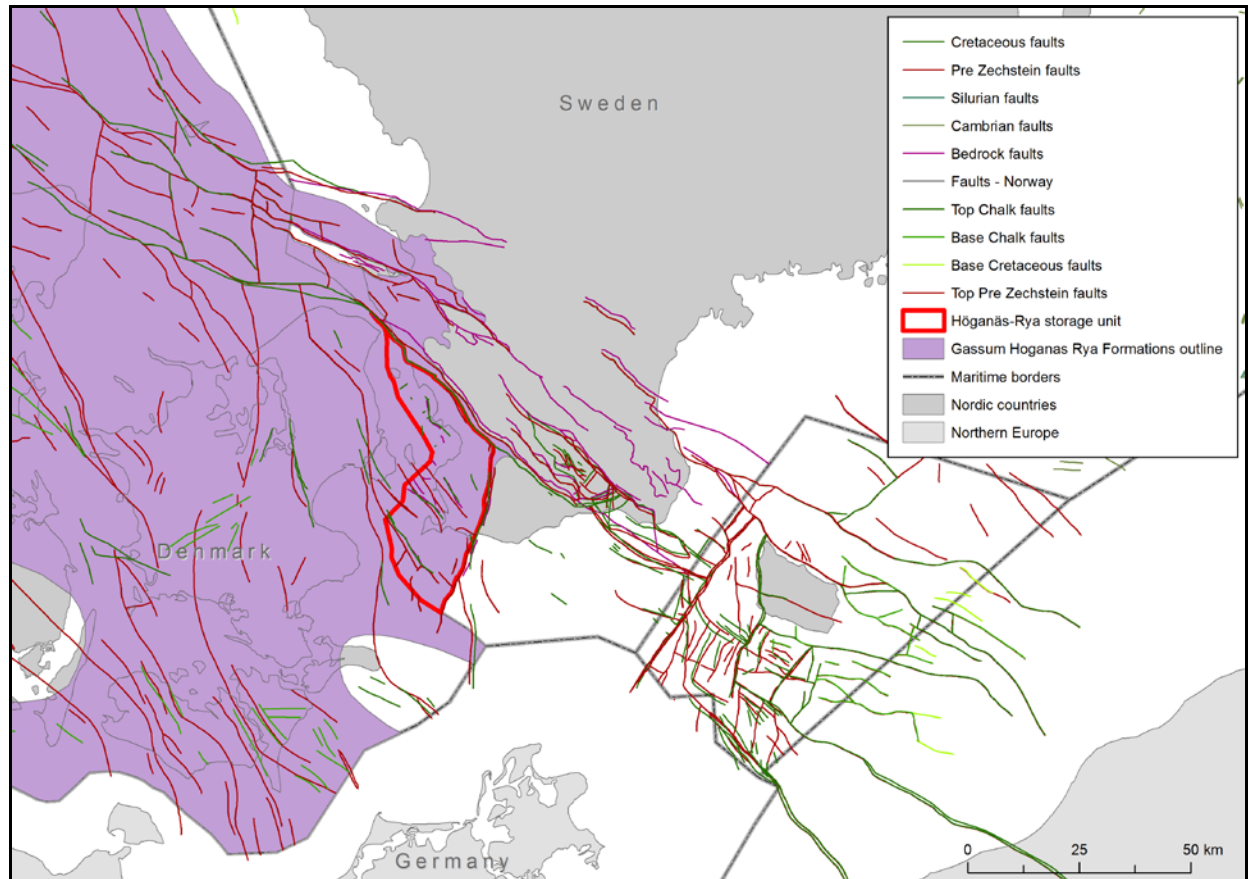 Sweden
Cretaceous faults
Pre Zechstein faults
Silurian faults
Cambrian faults
Bedrock faults
Faults - Norway
Top Chalk faults
Base Chalk faults
Base Cretaceous faults
Top Pre Zechstein faults
Höganäs-Rya storage unit
Gassum Hoganas Rya Formations outline
Maritime borders
Nordic countries
Northern Europe
Denmark
Germany
0 25 50 km